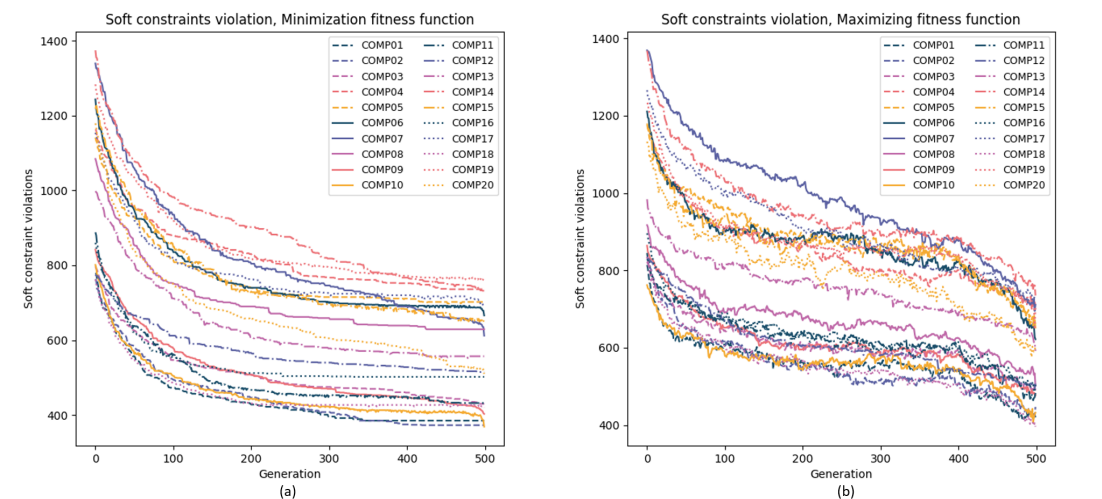 Soft constraints violation, Minimization fitness function
1400
1200
1000
800
600
400
Soft constraint violations
0 100 200 300 400 500
Generation
COMP01 COMP11
COMP02 COMP12
COMP03 COMP13
COMP04 COMP14
COMP05 COMP15
COMP06 COMP16
COMP07 COMP17
COMP08 COMP18
COMP09 COMP19
COMP10 COMP20
(a)
Soft constraints violation, Maximizing fitness function
1400
1200
1000
800
600
400
Soft constraint violations
0 100 200 300 400 500
Generation
COMP01 COMP11
COMP02 COMP12
COMP03 COMP13
COMP04 COMP14
COMP05 COMP15
COMP06 COMP16
COMP07 COMP17
COMP08 COMP18
COMP09 COMP19
COMP10 COMP20
(b)